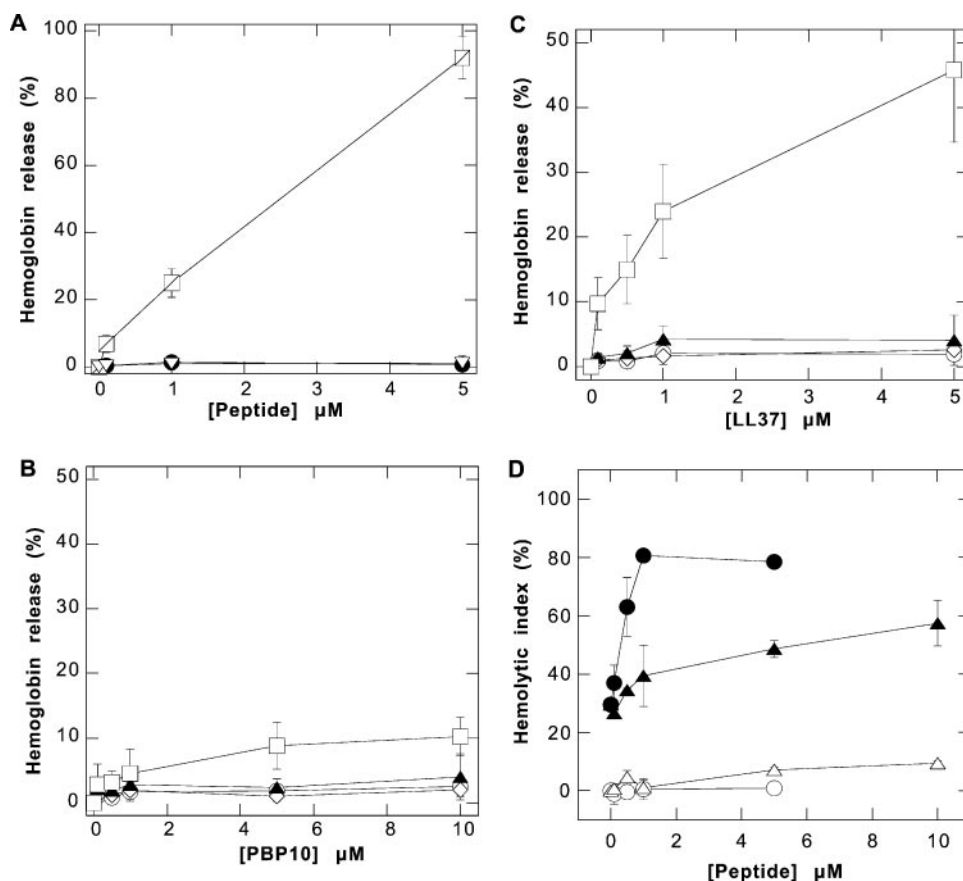 A
Hemoglobin release (%)
100
80
60
40
20
0
0 1 2 3 4 5
[Peptide] µM
C
Hemoglobin release (%)
50
40
30
20
10
0
0 1 2 3 4 5
[LL37] µM
B
Hemoglobin release (%)
50
40
30
20
10
0
0 2 4 6 8 10
[PBP10] µM
D
Hemolytic index (%)
100
80
60
40
20
0
0 2 4 6 8 10
[Peptide] µM